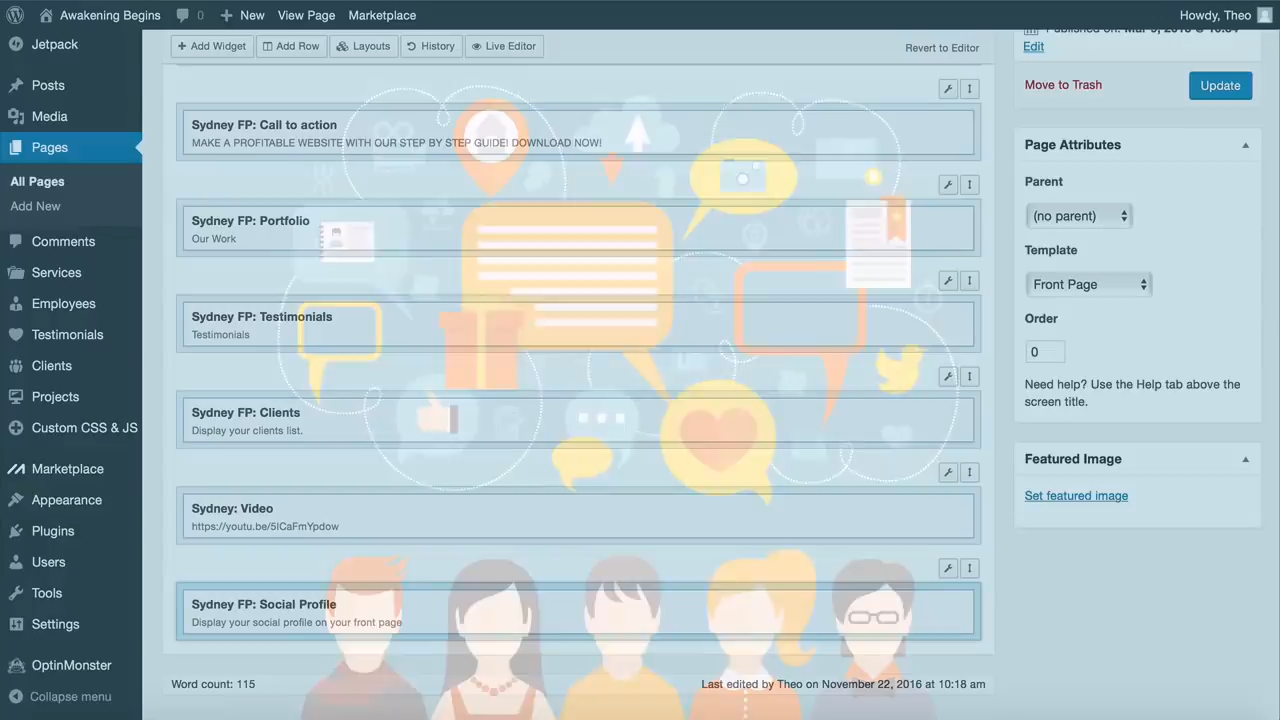 Awakening Begins
0
New
View Page
Marketplace
Howdy, Theo
Jetpack
Posts
Media
Pages
All Pages
Add New
Comments
Services
Employees
Testimonials
Clients
Projects
Custom CSS & JS
Marketplace
Appearance
Plugins
Users
Tools
Settings
OptinMonster
Collapse menu
Add Widget
Add Row
Layouts
History
Live Editor
Revert to Editor
Sydney FP: Call to action
MAKE A PROFITABLE WEBSITE WITH OUR STEP BY STEP GUIDE! DOWNLOAD NOW!
Sydney FP: Portfolio
Our Work
Sydney FP: Testimonials
Testimonials
Sydney FP: Clients
Display your clients list.
Sydney: Video
https://youtu.be/5ICaFmYpdow
Sydney FP: Social Profile
Display your social profile on your front page
Word count: 115
Last edited by Theo on November 22, 2016 at 10:18 am
Edit
Move to Trash
Update
Page Attributes
Parent
(no parent)
Template
Front Page
Order
0
Need help? Use the Help tab above the
screen title.
Featured Image
Set featured image